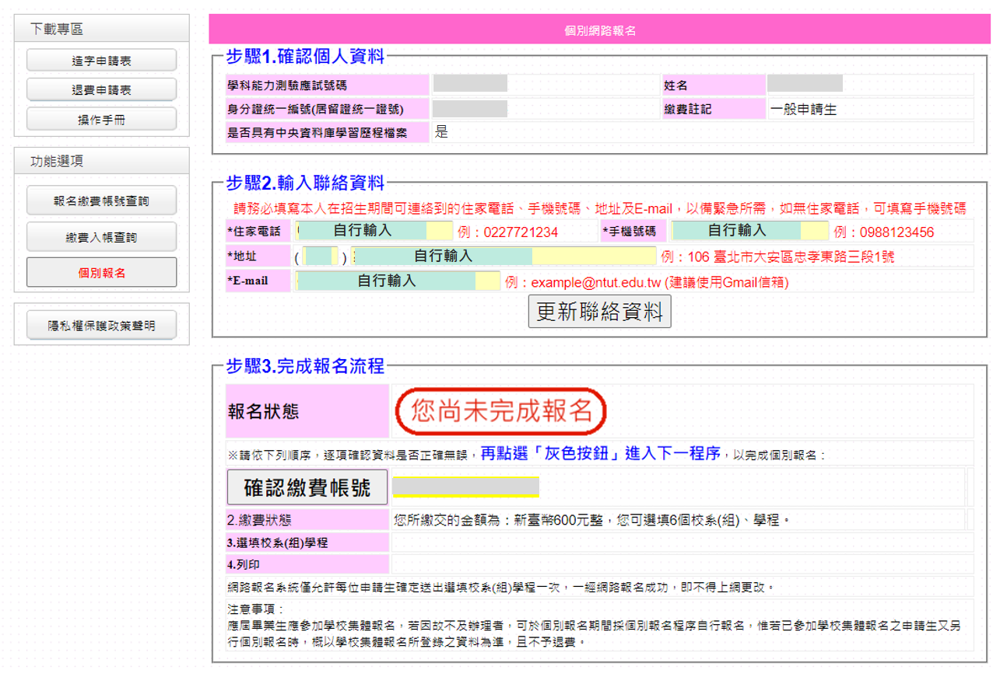 下載專區
造字申請表
退費申請表
操作手冊
功能選項
報名繳費帳號查詢
繳費入帳查詢
個別報名
隱私權保護政策聲明
個別網路報名
步驟1.確認個人資料
學科能力測驗應試號碼
姓名
身分證統一編號(居留證統一證號)
繳費註記 一般申請生
是否具有中央資料庫學習歷程檔案 是
步驟2.輸入聯絡資料
請務必填寫本人在招生期間可連絡到的住家電話、手機號碼、地址及E-mail，以備緊急所需，如無住家電話，可填寫手機號碼
*住家電話 自行輸入 例：0227721234 *手機號碼 自行輸入 例：0988123456
*地址 ( ) 自行輸入 例：106 臺北市大安區忠孝東路三段1號
*E-mail 自行輸入 例：example@ntut.edu.tw (建議使用Gmail信箱)
更新聯絡資料
步驟3.完成報名流程
報名狀態 您尚未完成報名
※請依下列順序，逐項確認資料是否正確無誤，再點選「灰色按鈕」進入下一程序，以完成個別報名：
確認繳費帳號
2.繳費狀態 您所繳交的金額為：新臺幣600元整，您可選填6個校系(組)、學程。
3.選填校系(組)學程
4.列印
網路報名系統僅允許每位申請生確定送出選填校系(組)學程一次，一經網路報名成功，即不得上網更改。
注意事項：
應屆畢業生應參加學校集體報名，若因故不及辦理者，可於個別報名期間採個別報名程序自行報名，惟若已參加學校集體報名之申請生又另
行個別報名時，概以學校集體報名所登錄之資料為準，且不予退費。